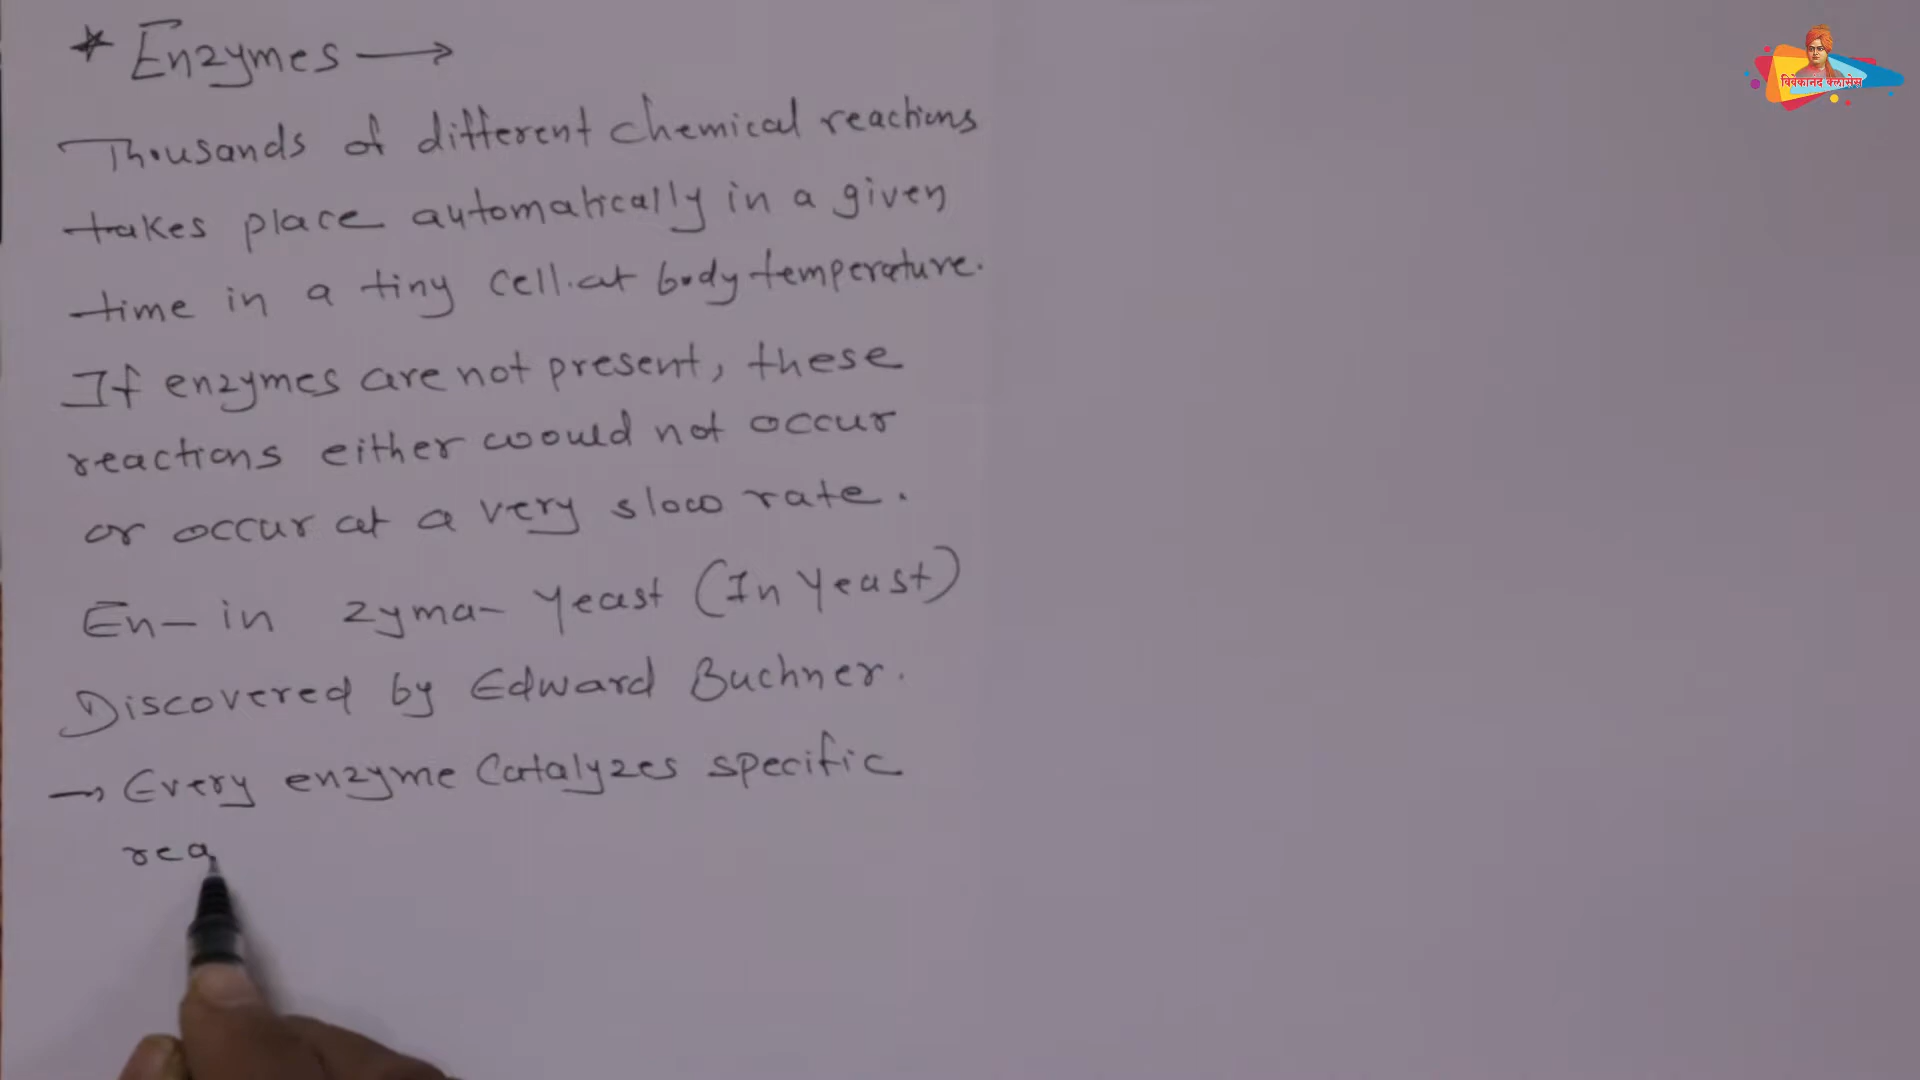 * Enzymes →
Thousands of different chemical reactions
takes place automatically in a given
time in a tiny cell.at body temperature.
If enzymes are not present, these
reactions either would not occur
or occur at a very slow rate.
En- in zyma- Yeast (In Yeast)
Discovered by Edward Buchner.
→ Every enzyme Catalyzes specific
rea
विवेकानंद क्लासेस